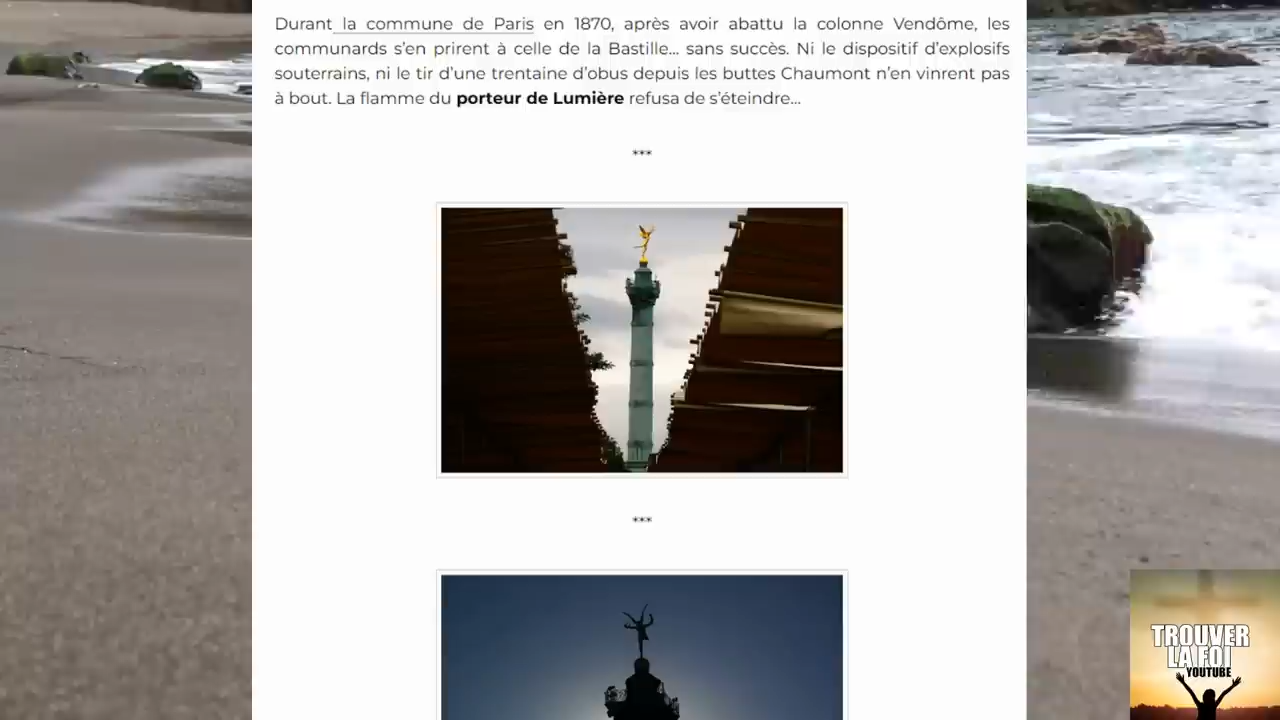 Durant la commune de Paris en 1870, après avoir abattu la colonne Vendôme, les
communards s’en prirent à celle de la Bastille... sans succès. Ni le dispositif d’explosifs
souterrains, ni le tir d’une trentaine d’obus depuis les buttes Chaumont n’en vinrent pas
à bout. La flamme du porteur de Lumière refusa de s’éteindre...
***
***
TROUVER
LA FOI
YOUTUBE